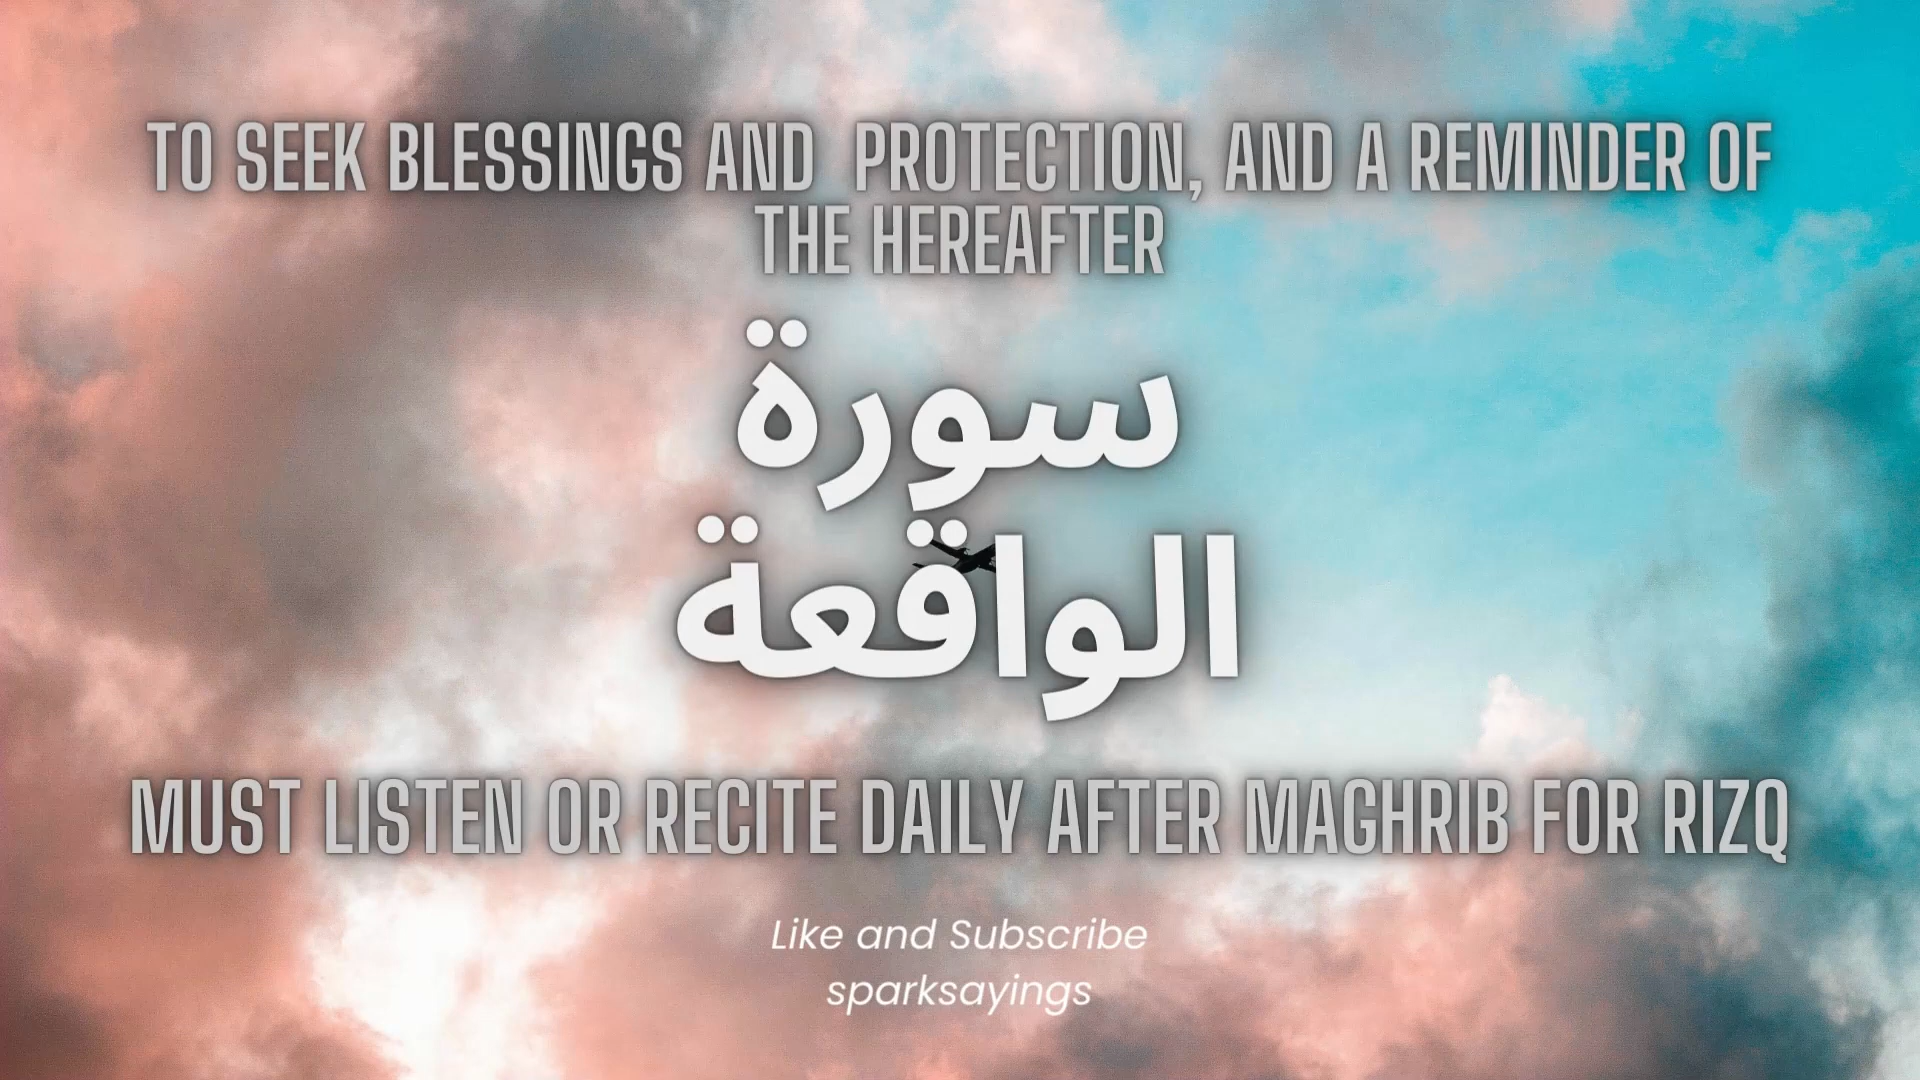 TO SEEK BLESSINGS AND  PROTECTION, AND A REMINDER OF
THE HEREAFTER
سورة
الواقعة
MUST LISTEN OR RECITE DAILY AFTER MAGHRIB FOR RIZQ
Like and Subscribe
sparksayings